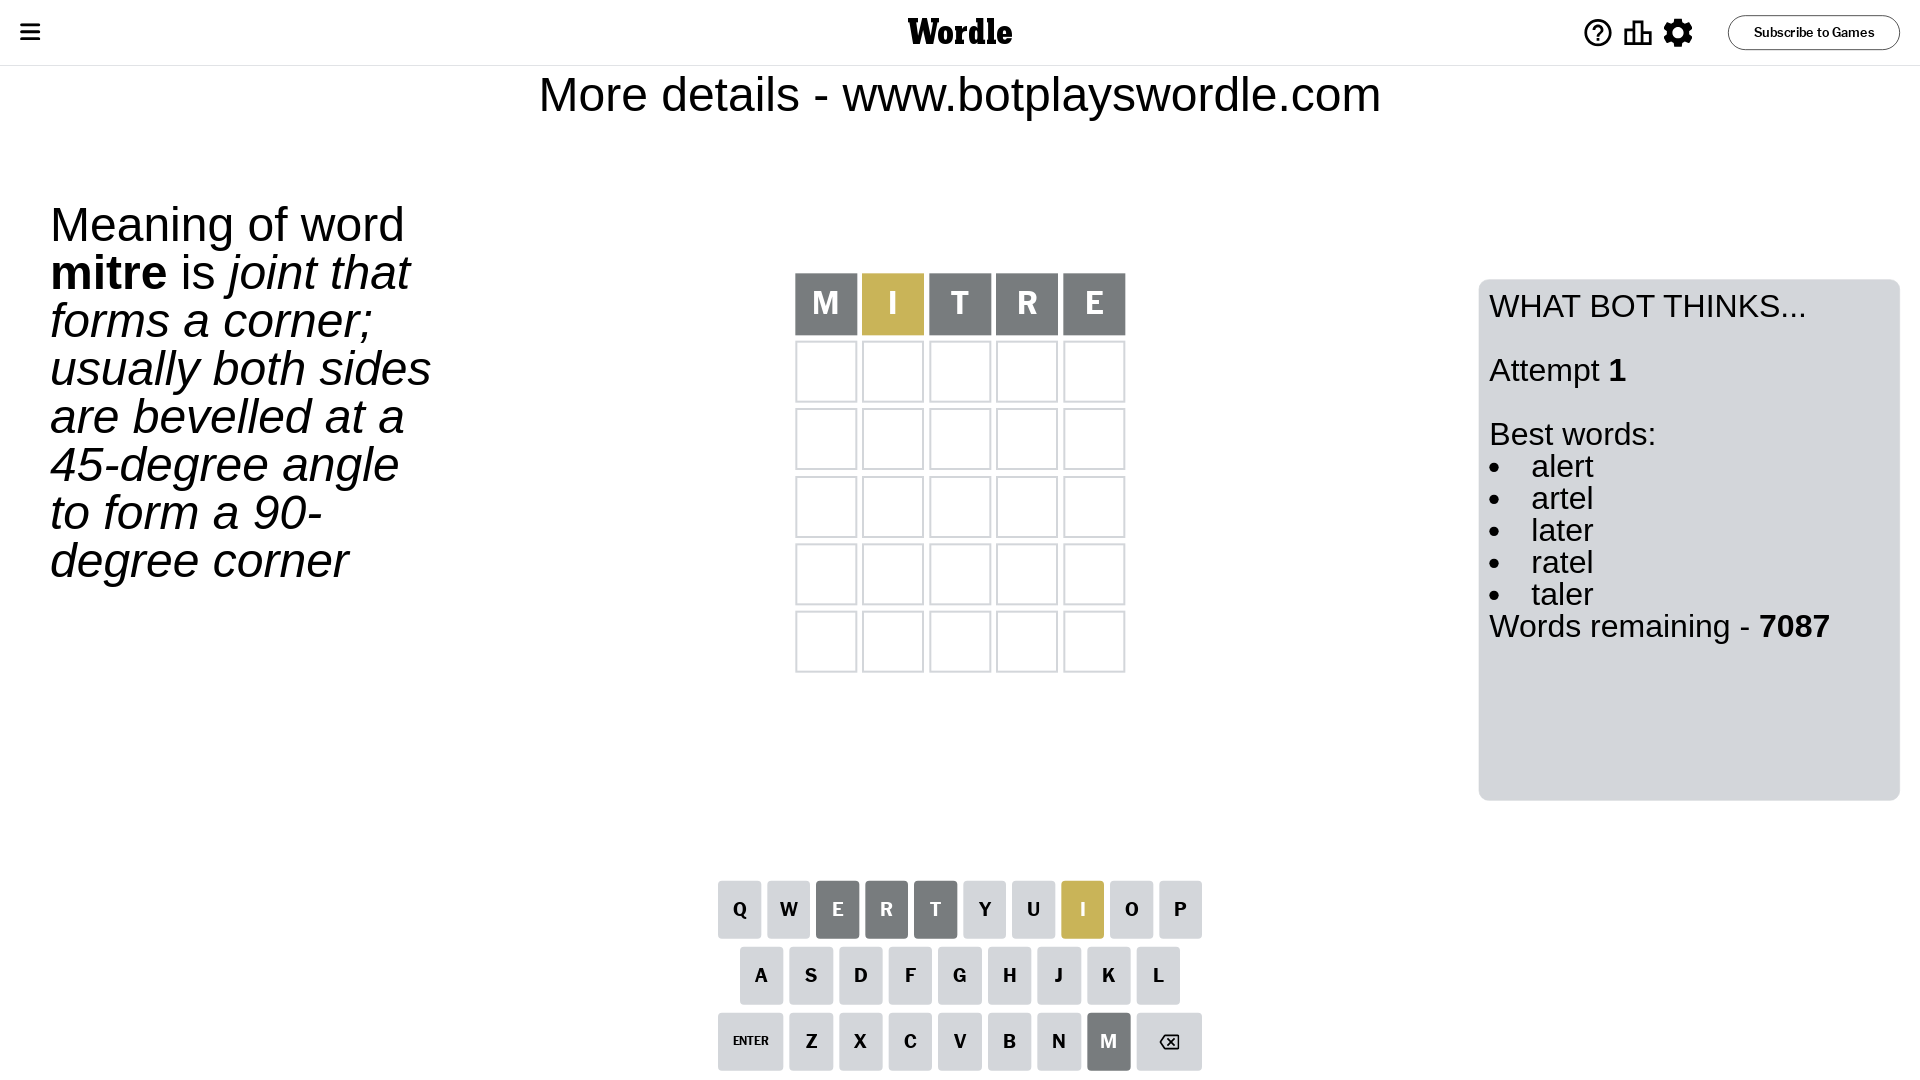 Wordle
Subscribe to Games
More details - www.botplayswordle.com
Meaning of word
mitre is joint that
forms a corner;
usually both sides
are bevelled at a
45-degree angle
to form a 90-
degree corner
M I T R E
WHAT BOT THINKS...
Attempt 1
Best words:
• alert
• artel
• later
• ratel
• taler
Words remaining - 7087
Q W E R T Y U I O P
A S D F G H J K L
ENTER Z X C V B N M